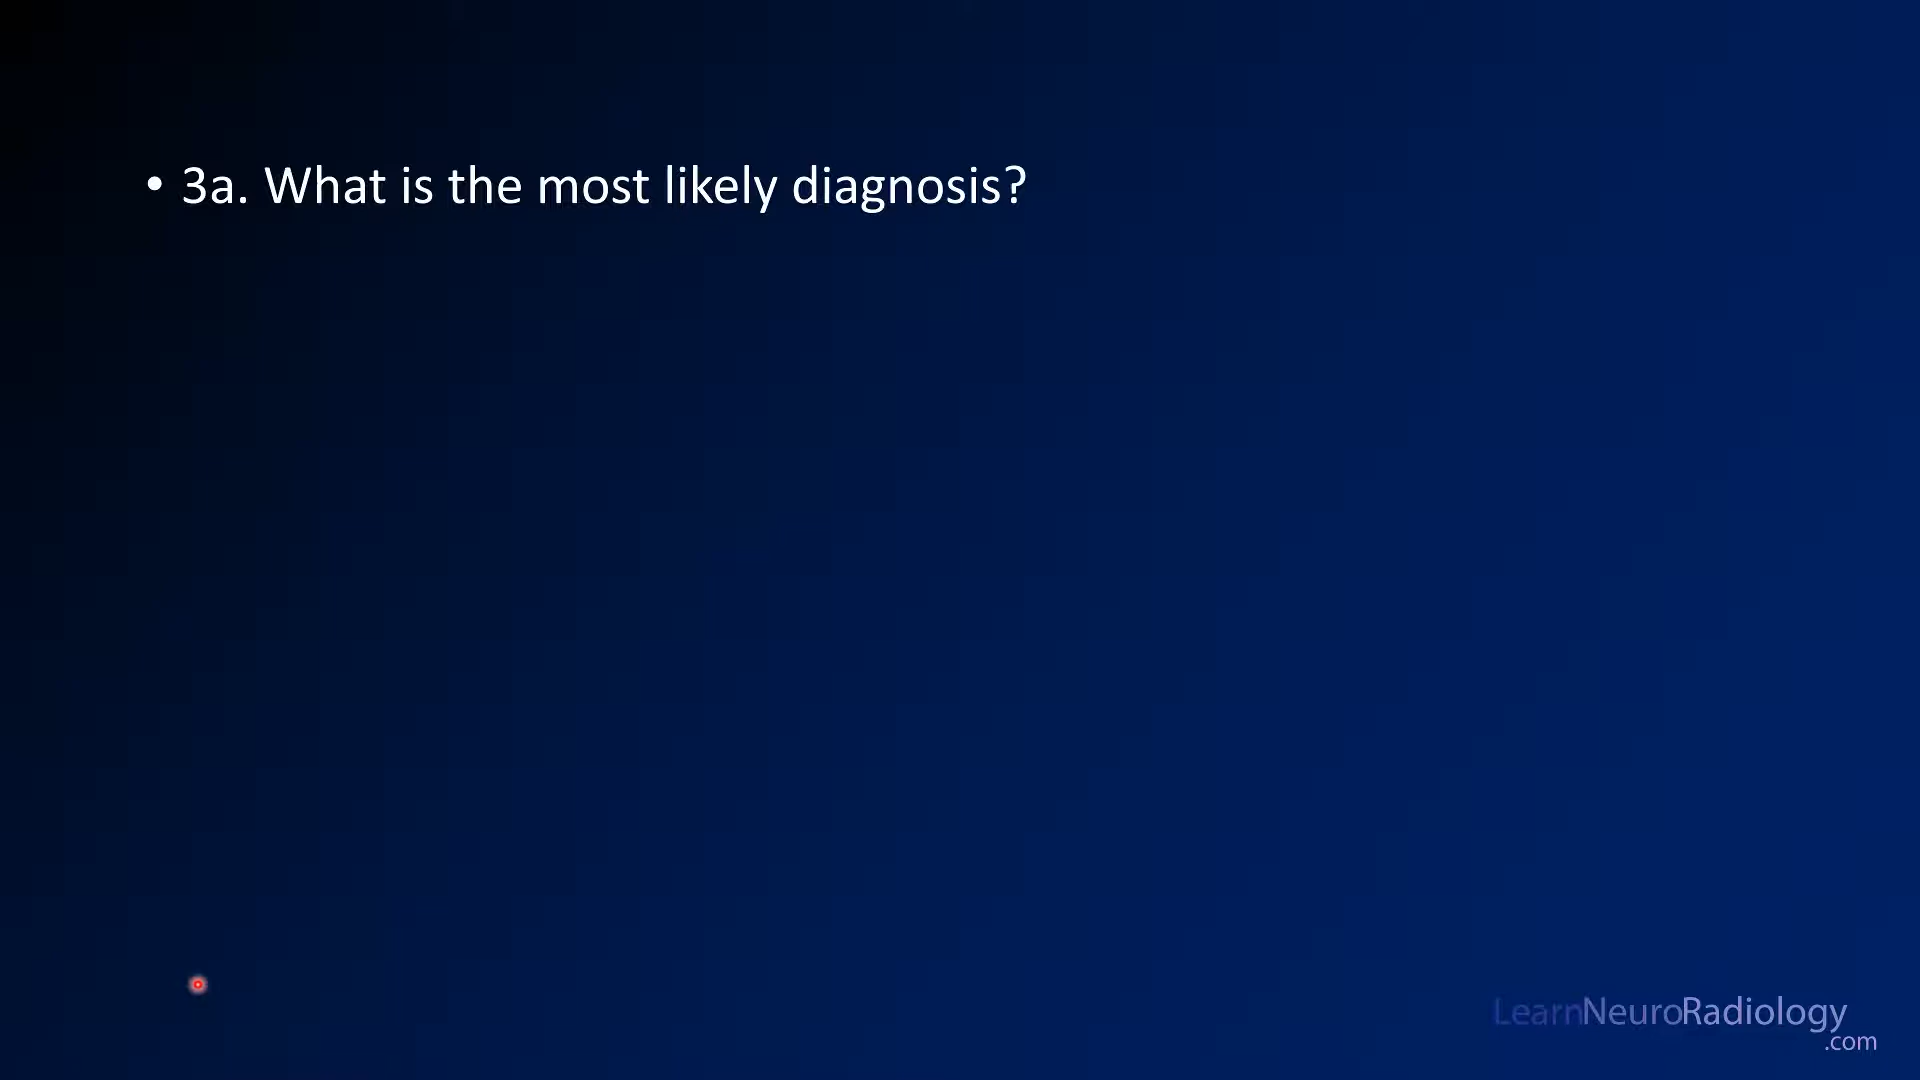 • 3a. What is the most likely diagnosis?
LearnNeuroRadiology
.com